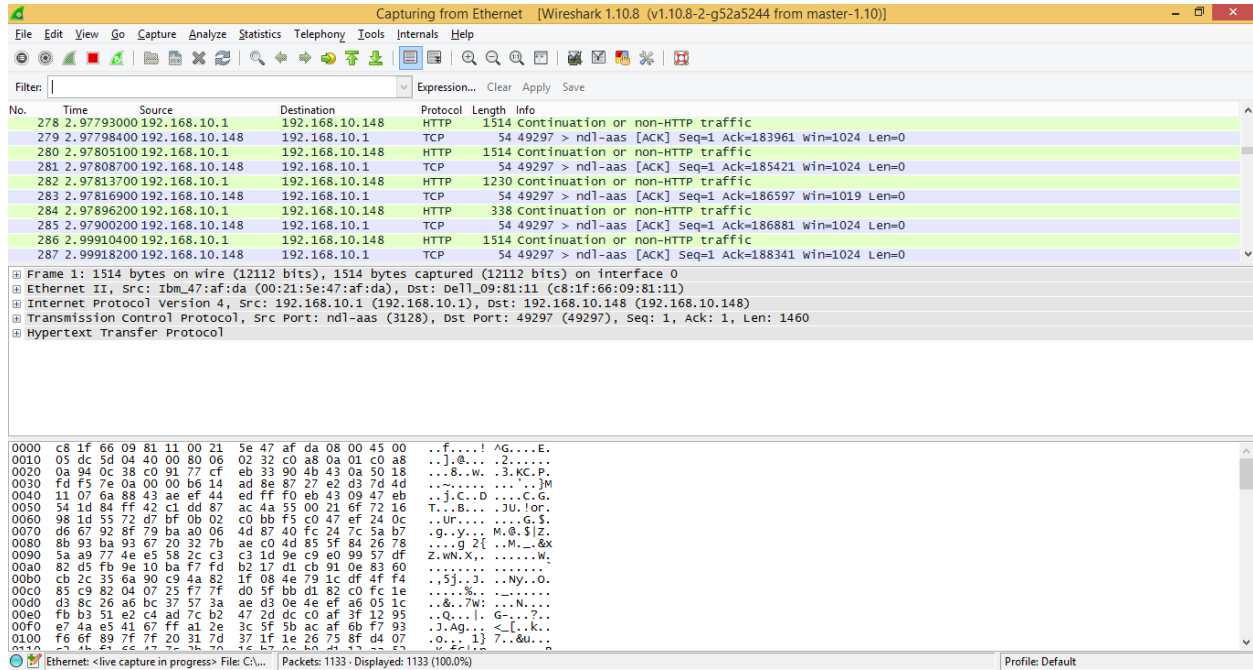 Capturing from Ethernet [Wireshark 1.10.8 (v1.10.8-2-g52a5244 from master-1.10)]
File Edit View Go Capture Analyze Statistics Telephony Tools Internals Help
Filter: Expression... Clear Apply Save
No. Time Source Destination Protocol Length Info
278 2.97793000 192.168.10.1 192.168.10.148 HTTP 1514 Continuation or non-HTTP traffic
279 2.97798400 192.168.10.148 192.168.10.1 TCP 54 49297 > ndl-aas [ACK] Seq=1 Ack=183961 Win=1024 Len=0
280 2.97805100 192.168.10.1 192.168.10.148 HTTP 1514 Continuation or non-HTTP traffic
281 2.97808700 192.168.10.148 192.168.10.1 TCP 54 49297 > ndl-aas [ACK] Seq=1 Ack=185421 Win=1024 Len=0
282 2.97813700 192.168.10.1 192.168.10.148 HTTP 1230 Continuation or non-HTTP traffic
283 2.97816900 192.168.10.148 192.168.10.1 TCP 54 49297 > ndl-aas [ACK] Seq=1 Ack=186597 Win=1019 Len=0
284 2.97896200 192.168.10.1 192.168.10.148 HTTP 338 Continuation or non-HTTP traffic
285 2.97900200 192.168.10.148 192.168.10.1 TCP 54 49297 > ndl-aas [ACK] Seq=1 Ack=186881 Win=1024 Len=0
286 2.99910400 192.168.10.1 192.168.10.148 HTTP 1514 Continuation or non-HTTP traffic
287 2.99918200 192.168.10.148 192.168.10.1 TCP 54 49297 > ndl-aas [ACK] Seq=1 Ack=188341 Win=1024 Len=0
Frame 1: 1514 bytes on wire (12112 bits), 1514 bytes captured (12112 bits) on interface 0
Ethernet II, Src: Ibm_47:af:da (00:21:5e:47:af:da), Dst: Dell_09:81:11 (c8:1f:66:09:81:11)
Internet Protocol Version 4, Src: 192.168.10.1 (192.168.10.1), Dst: 192.168.10.148 (192.168.10.148)
Transmission Control Protocol, Src Port: ndl-aas (3128), Dst Port: 49297 (49297), Seq: 1, Ack: 1, Len: 1460
Hypertext Transfer Protocol
0000 c8 1f 66 09 81 11 00 21 5e 47 af da 08 00 45 00 ..f....! ^G....E.
0010 05 dc 5d 04 40 00 80 06 02 32 c0 a8 0a 01 c0 a8 ..].@... .2......
0020 0a 94 0c 38 c0 91 77 cf eb 33 90 4b 43 0a 50 18 ...8..w. .3.KC.P.
0030 fd f5 7e 0a 00 00 b6 14 ad 8e 87 27 e2 d3 7d 4d ..~..... ...'..}M
0040 11 07 6a 88 43 ae ef 44 ed ff f0 eb 43 09 47 eb ..j.C..D ....C.G.
0050 54 1d 84 ff 42 c1 dd 87 ac 4a 55 00 21 6f 72 16 T...B... .JU.!or.
0060 98 1d 55 72 d7 bf 0b 02 c0 bb f5 c0 47 ef 24 0c ..Ur.... ....G.$.
0070 d6 67 92 8f 79 ba a0 06 4d 87 40 fc 24 7c 5a b7 .g..y... M.@.$|Z.
0080 8b 93 ba 93 67 20 32 7b ae c0 4d 85 5f 84 26 78 ....g 2{ ..M._.&x
0090 5a a9 77 4e e5 58 2c c3 c3 1d 9e c9 e0 99 57 df Z.wN.X,. ......W.
00a0 82 d5 fb 9e 10 ba f7 fd b2 17 d1 cb 91 0e 83 60 ........ .......`
00b0 cb 2c 35 6a 90 c9 4a 82 1f 08 4e 79 1c df 4f f4 .,5j..J. ..Ny..O.
00c0 85 c9 82 04 07 25 f7 7f d0 5f bb d1 82 c0 fc 1e .....%.. ._......
00d0 d3 8c 26 a6 bc 37 57 3a ae d3 0e 4e ef a6 05 1c ..&..7W: ...N....
00e0 fb b3 51 e2 c4 ad 7c b2 47 2d dc c0 af 3f 12 95 ..Q...|. G-...?..
00f0 e7 4a e5 41 67 ff a1 2e 3c 5f 5b ac af 6b f7 93 .J.Ag... <_[..k..
0100 f6 6f 89 7f 7f 20 31 7d 37 1f 1e 26 75 8f d4 07 .o... 1} 7..&u...
Ethernet: <live capture in progress> File: C:\... Packets: 1133 · Displayed: 1133 (100.0%) Profile: Default